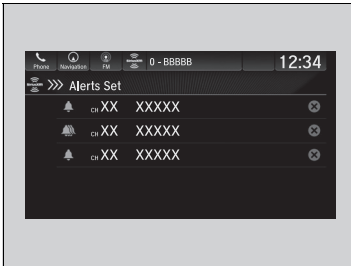 Phone Navigation FM 0 - BBBBB 12:34
Alerts Set
CH XX XXXXX
CH XX XXXXX
CH XX XXXXX